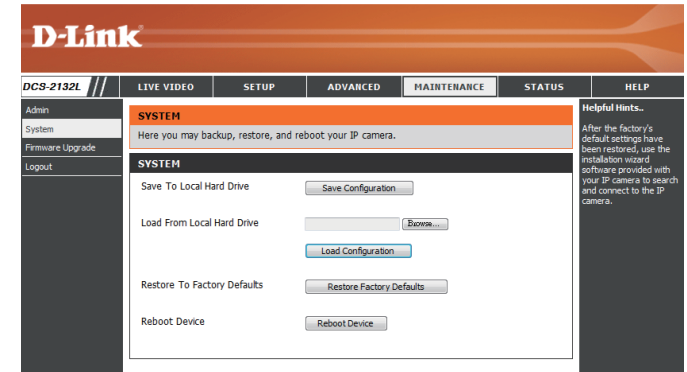 D-Link
DCS-2132L // LIVE VIDEO SETUP ADVANCED MAINTENANCE STATUS HELP
Admin
System
Firmware Upgrade
Logout
SYSTEM
Here you may backup, restore, and reboot your IP camera.
SYSTEM
Save To Local Hard Drive Save Configuration
Load From Local Hard Drive Browse...
Load Configuration
Restore To Factory Defaults Restore Factory Defaults
Reboot Device Reboot Device
Helpful Hints..
After the factory's
default settings have
been restored, use the
installation wizard
software provided with
your IP camera to search
and connect to the IP
camera.